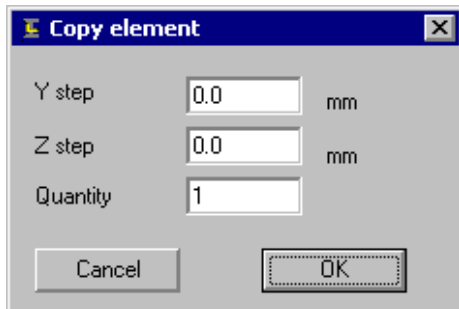 Copy element
Y step 0.0 mm
Z step 0.0 mm
Quantity 1
Cancel OK